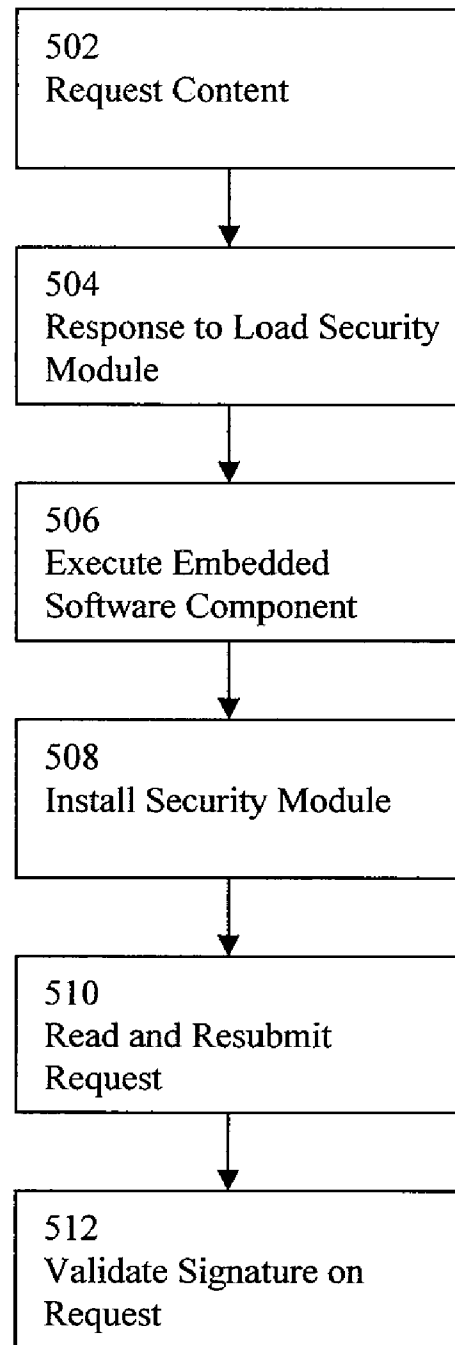 502
Request Content
504
Response to Load Security
Module
506
Execute Embedded
Software Component
508
Install Security Module
510
Read and Resubmit
Request
512
Validate Signature on
Request